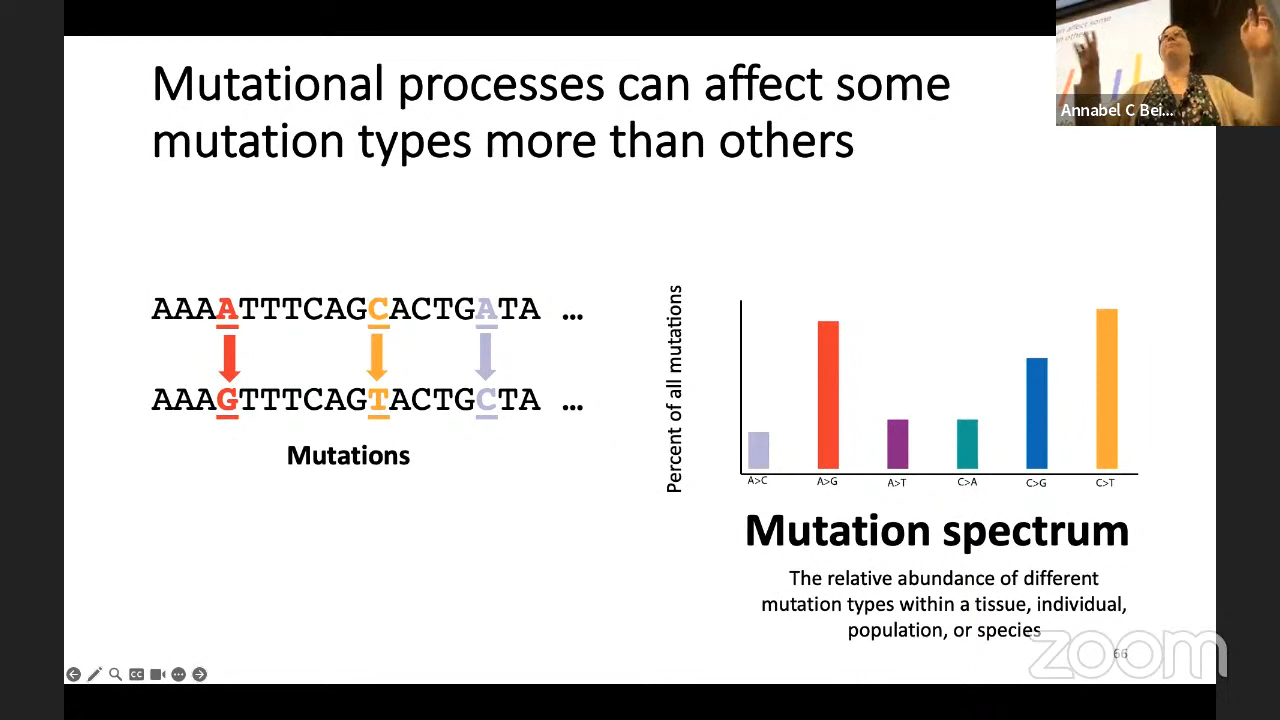 Mutational processes can affect some
mutation types more than others
Annabel C Bei...
AAAATTTCAGCACTGATA ...
AAAGTTTCAGTACTGCTA ...
Mutations
Percent of all mutations
A>C A>G A>T C>A C>G C>T
Mutation spectrum
The relative abundance of different
mutation types within a tissue, individual,
population, or species
66
zoom